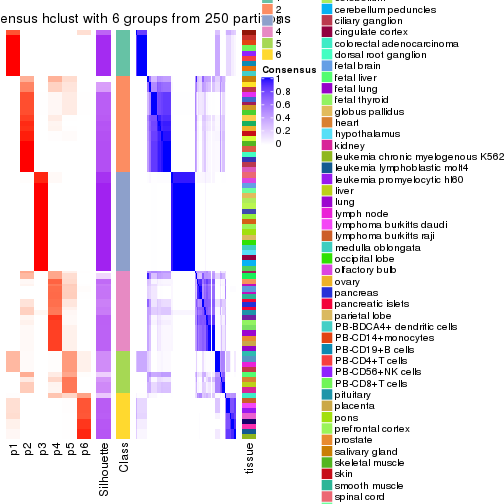 ensus hclust with 6 groups from 250 parti
ns
2
4
5
6
Consensus
1
0.8
0.6
0.4
0.2
0
cerebellum peduncles
ciliary ganglion
cingulate cortex
colorectal adenocarcinoma
dorsal root ganglion
fetal brain
fetal liver
fetal lung
fetal thyroid
globus pallidus
heart
hypothalamus
kidney
leukemia chronic myelogenous K562
leukemia lymphoblastic molt4
leukemia promyelocytic hl60
liver
lung
lymph node
lymphoma burkitts daudi
lymphoma burkitts raji
medulla oblongata
occipital lobe
olfactory bulb
ovary
pancreas
pancreatic islets
parietal lobe
PB-BDCA4+ dendritic cells
PB-CD14+monocytes
PB-CD19+B cells
PB-CD4+T cells
PB-CD56+NK cells
PB-CD8+T cells
pituitary
placenta
pons
prefrontal cortex
prostate
salivary gland
skeletal muscle
skin
smooth muscle
spinal cord
p1
p2
p3
p4
p5
p6
Silhouette
Class
tissue